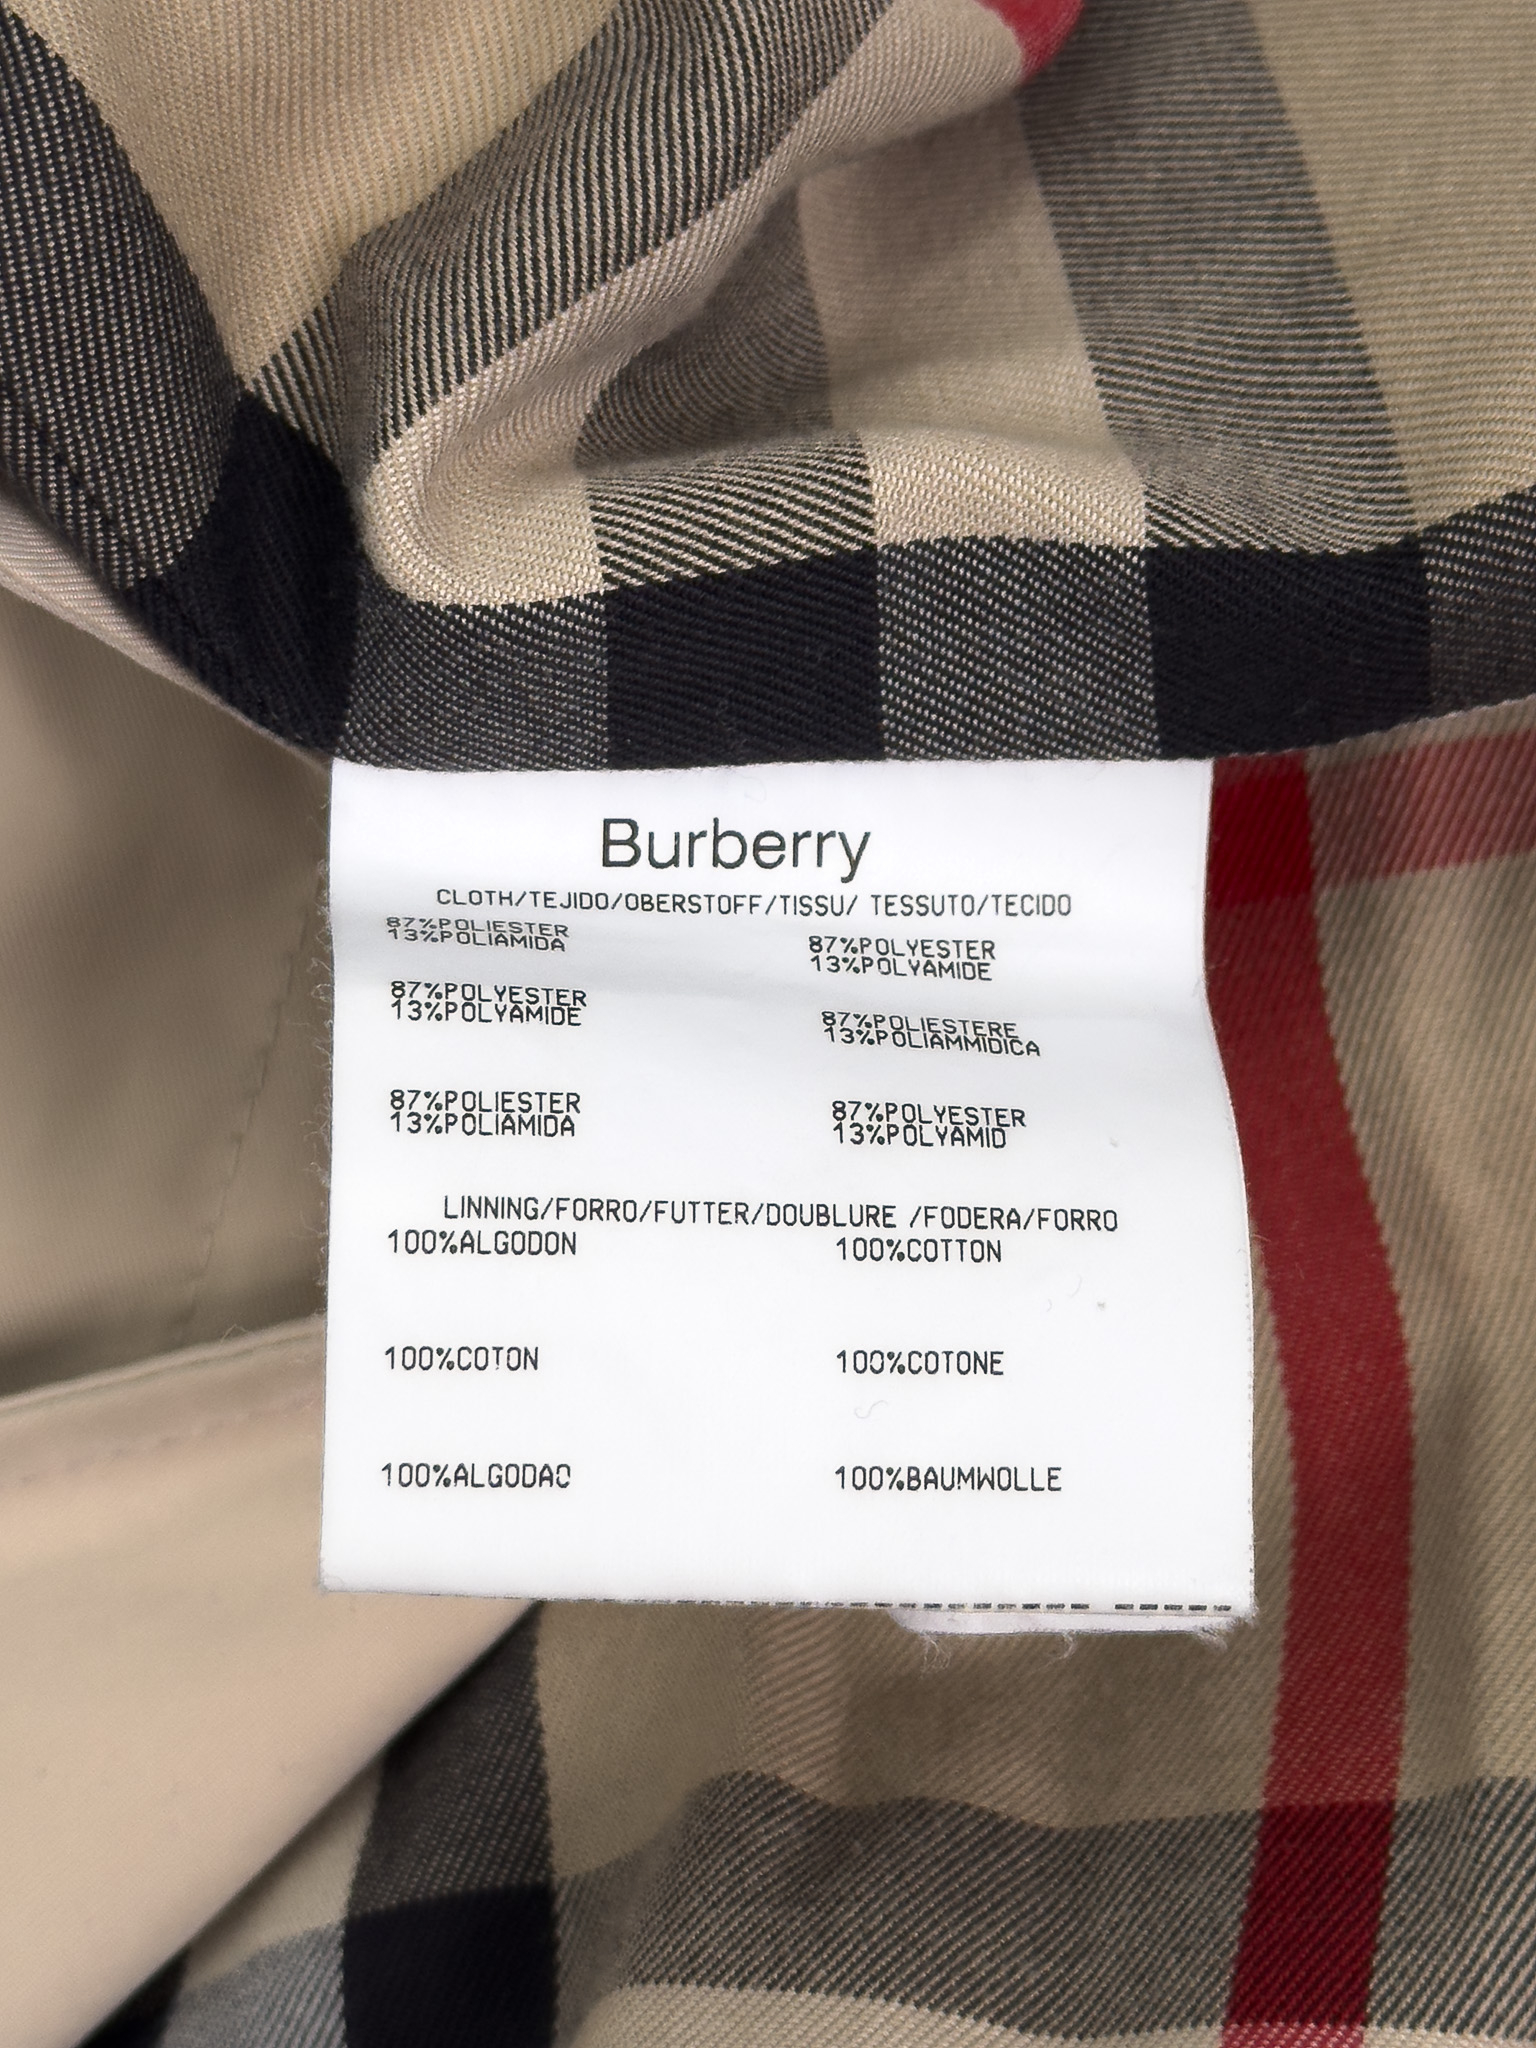 Burberry
CLOTH/TEJIDO/OBERSTOFF/TISSU/ TESSUTO/TECIDO
87%POLIESTER
13%POLIAMIDA
87%POLYESTER
13%POLYAMIDE
87%POLYESTER
13%POLYAMIDE
87%POLIESTERE
13%POLIAMMIDICA
87%POLIESTER
13%POLIAMIDA
87%POLYESTER
13%POLYAMID
LINNING/FORRO/FUTTER/DOUBLURE /FODERA/FORRO
100%ALGODON
100%COTTON
100%COTON
100%COTONE
100%ALGODAO
100%BAUMWOLLE